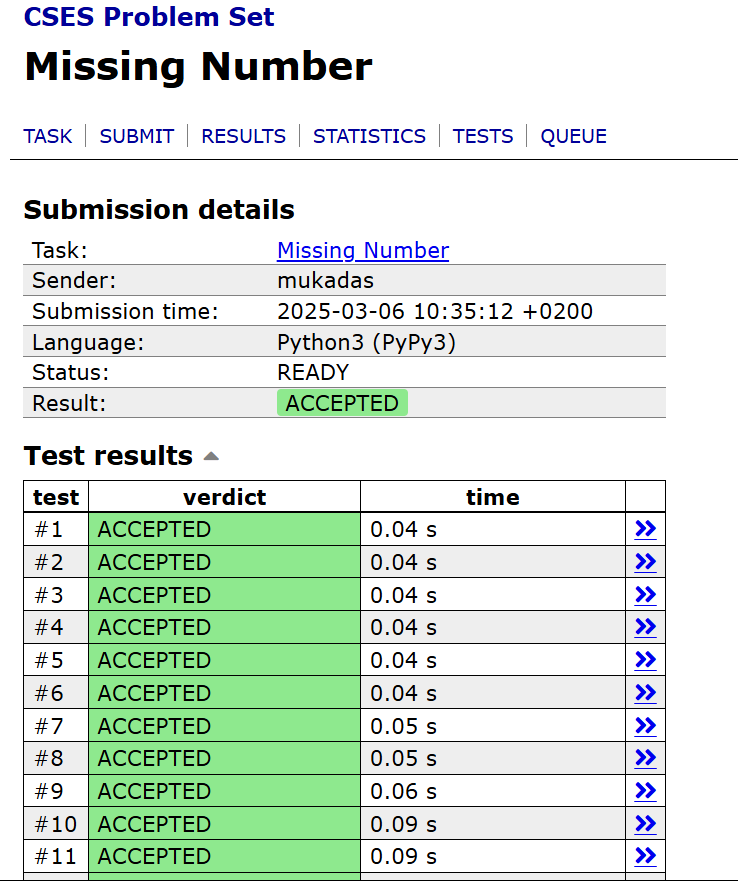 CSES Problem Set
Missing Number
TASK | SUBMIT | RESULTS | STATISTICS | TESTS | QUEUE
Submission details
Task: Missing Number
Sender: mukadas
Submission time: 2025-03-06 10:35:12 +0200
Language: Python3 (PyPy3)
Status: READY
Result: ACCEPTED
Test results
test verdict time
#1 ACCEPTED 0.04 s »
#2 ACCEPTED 0.04 s »
#3 ACCEPTED 0.04 s »
#4 ACCEPTED 0.04 s »
#5 ACCEPTED 0.04 s »
#6 ACCEPTED 0.04 s »
#7 ACCEPTED 0.05 s »
#8 ACCEPTED 0.05 s »
#9 ACCEPTED 0.06 s »
#10 ACCEPTED 0.09 s »
#11 ACCEPTED 0.09 s »